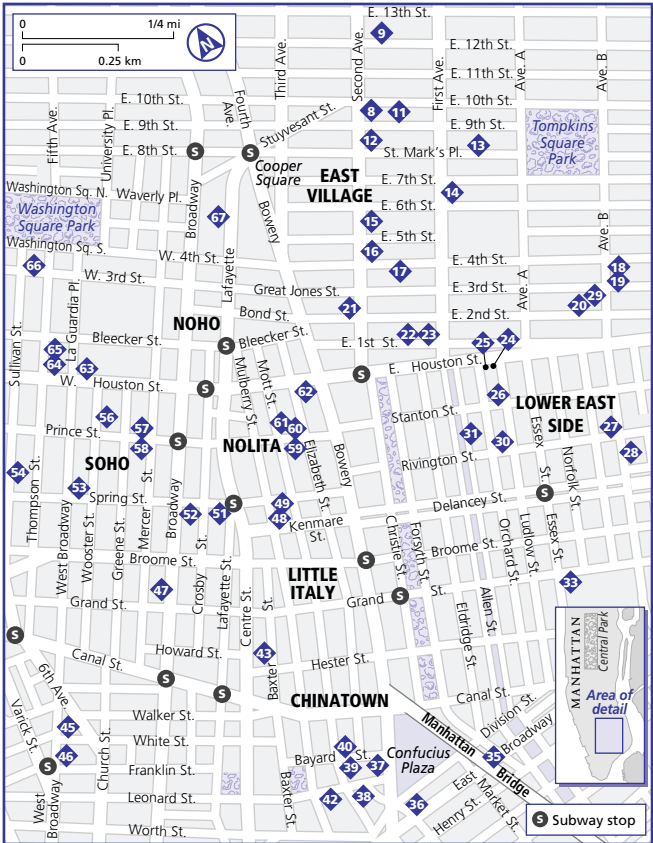 0 1/4 mi
0 0.25 km
N
E. 13th St.
9
E. 12th St.
E. 11th St.
E. 10th St.
E. 10th St.
E. 9th St.
E. 9th St.
E. 8th St.
St. Mark's Pl.
Stuyvesant St.
Third Ave.
Second Ave.
First Ave.
Ave. A
Ave. B
Fourth
Ave.
Fifth Ave.
University Pl.
8
11
12
13
Tompkins
Square
Park
S
S
Cooper
Square
EAST
VILLAGE
E. 7th St.
14
E. 6th St.
15
E. 5th St.
16
17
E. 4th St.
E. 3rd St.
E. 2nd St.
Ave. B
18
19
29
20
Ave. A
Washington Sq. N.
Waverly Pl.
Washington
Square Park
Washington Sq. S.
66
Broadway
67
Lafayette
Bowery
W. 4th St.
W. 3rd St.
Great Jones St.
21
Bond St.
NOHO
Bleecker St.
S
Bleecker St.
E. 1st St.
22
23
25
24
Sullivan St.
La Guardia Pl.
65
64
63
W. Houston St.
S
S
E. Houston St.
Mulberry St.
Mott St.
62
26
LOWER EAST
SIDE
Stanton St.
56
57
Prince St.
58
S
61
60
59
NOLITA
Elizabeth St.
Bowery
31
30
Rivington St.
Essex
St.
Norfolk St.
27
28
SOHO
54
53
Thompson St.
Spring St.
West Broadway
Wooster St.
Greene St.
Mercer
St.
Broadway
52
51
S
49
48
Kenmare
St.
Delancey St.
S
Crosby
St.
Lafayette St.
Centre St.
Broome St.
47
Grand St.
LITTLE
ITALY
S
Christie St.
Forsyth St.
Broome St.
Orchard St.
Ludlow St.
Essex St.
33
Grand St.
S
Eldridge St.
Allen St.
S
Canal St.
Howard St.
43
Baxter St.
Hester St.
S
S
CHINATOWN
Canal St.
Division St.
Broadway
6th Ave.
Varick St.
45
46
S
West
Broadway
Church St.
Walker St.
White St.
Franklin St.
Leonard St.
Worth St.
Baxter St.
Bayard St.
40
39
37
42
38
Confucius
Plaza
36
Manhattan
Bridge
35
East
Henry St.
Market St.
MANHATTAN
Central Park
Area of
detail
S Subway stop